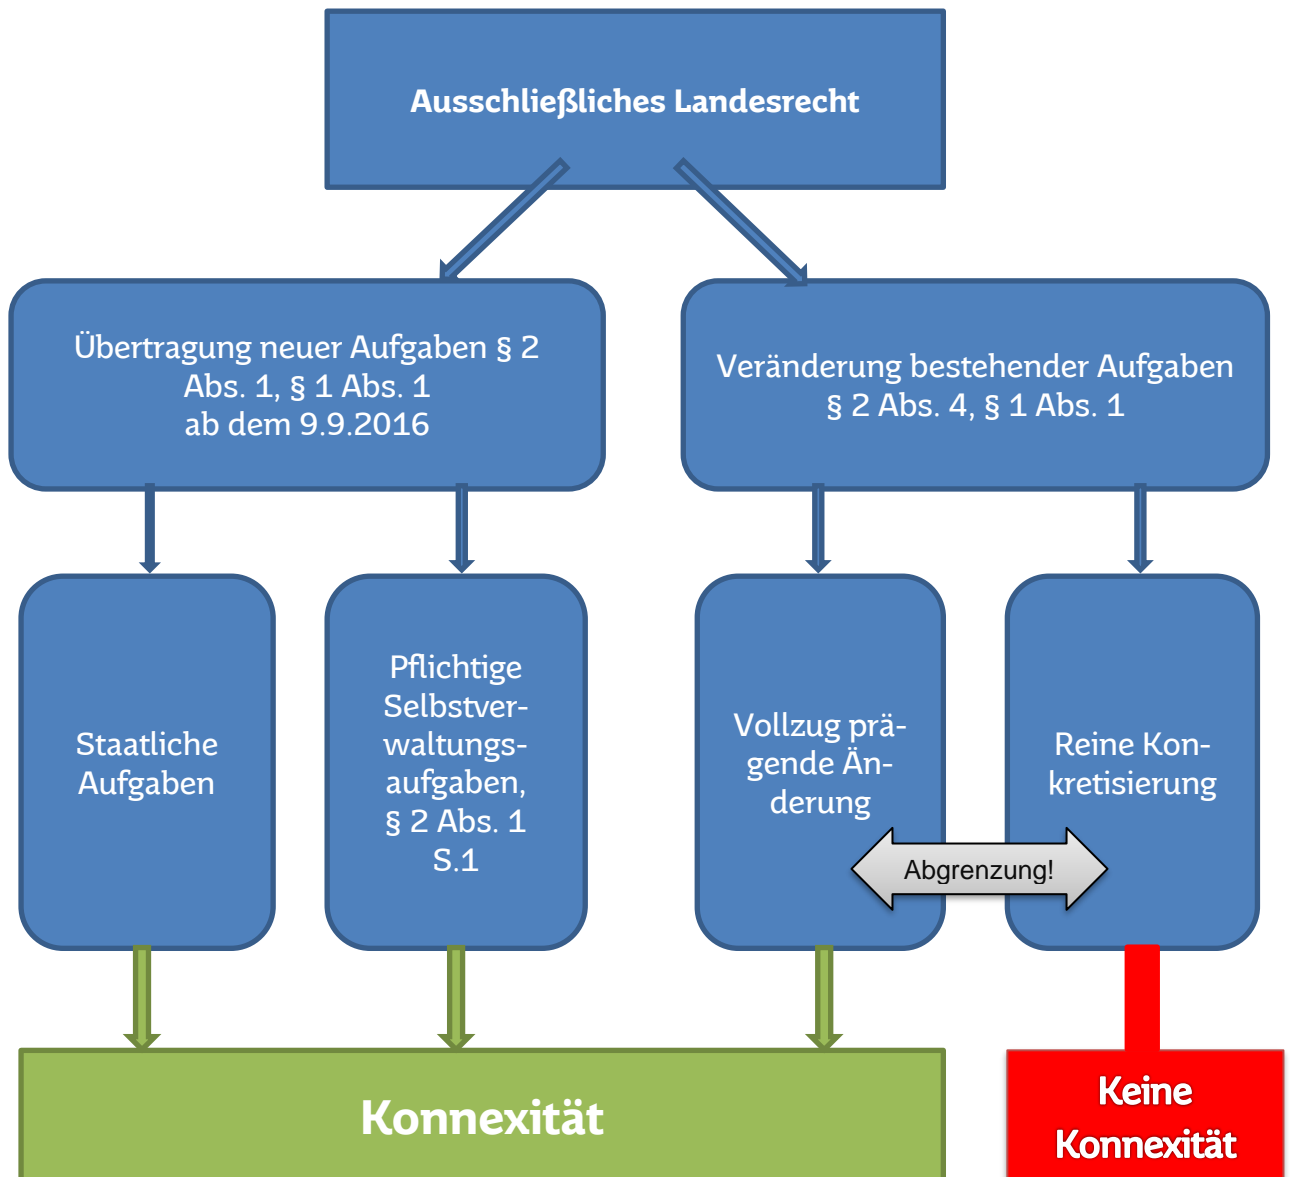 Ausschließliches Landesrecht
Übertragung neuer Aufgaben § 2
Abs. 1, § 1 Abs. 1
ab dem 9.9.2016
Veränderung bestehender Aufgaben
§ 2 Abs. 4, § 1 Abs. 1
Staatliche
Aufgaben
Pflichtige
Selbstver-
waltungs-
aufgaben,
§ 2 Abs. 1
S.1
Vollzug prä-
gende Än-
derung
Reine Kon-
kretisierung
Abgrenzung!
Konnexität
Keine
Konnexität